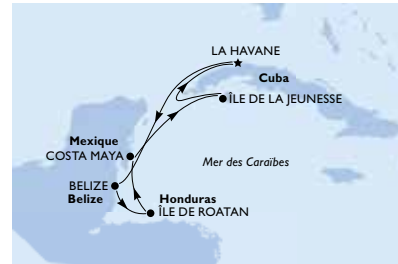 LA HAVANE
Cuba
ÎLE DE LA JEUNESSE
Mexique
COSTA MAYA
Mer des Caraïbes
BELIZE
Belize
Honduras
ÎLE DE ROATAN